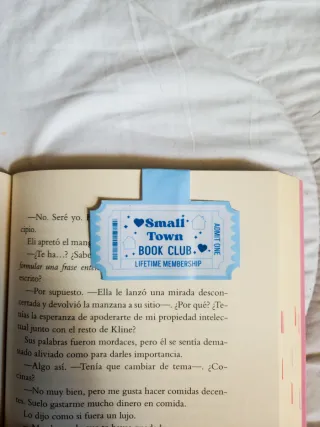 —No. Seré yo.
cipio.
Els apretó el
—¿Te ha…? ¿Sabe
formular una frase
escrito?
Small
Town
BOOK CLUB
LIFETIME MEMBERSHIP
ADMIT ONE
—Por supuesto. —Ella le lanzó una mirada descon-
certada y devolvió la manzana a su sitio—. ¿Por qué? ¿Te-
nías la esperanza de apoderarte de mi propiedad intelec-
tual junto con el resto de Kline?
Sus palabras fueron mordaces, pero él se sentía dema-
siado aliviado como para darles importancia.
—Algo así. —Tenía que cambiar de tema—. ¿Co-
cinas?
—No muy bien, pero me gusta hacer comidas decen-
tes. Suelo gastarme mucho dinero en comida.
Lo dijo como si fuera un lujo.